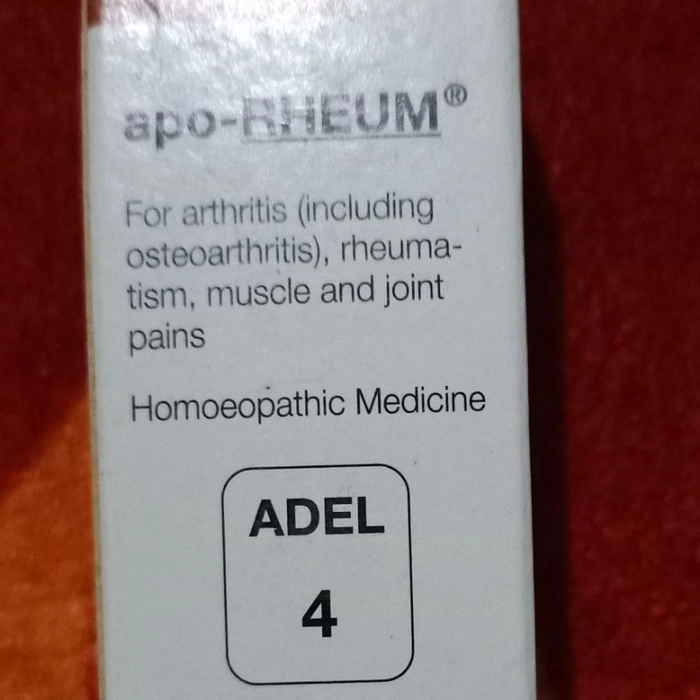 apo-RHEUM®
For arthritis (including
osteoarthritis), rheuma-
tism, muscle and joint
pains
Homoeopathic Medicine
ADEL
4